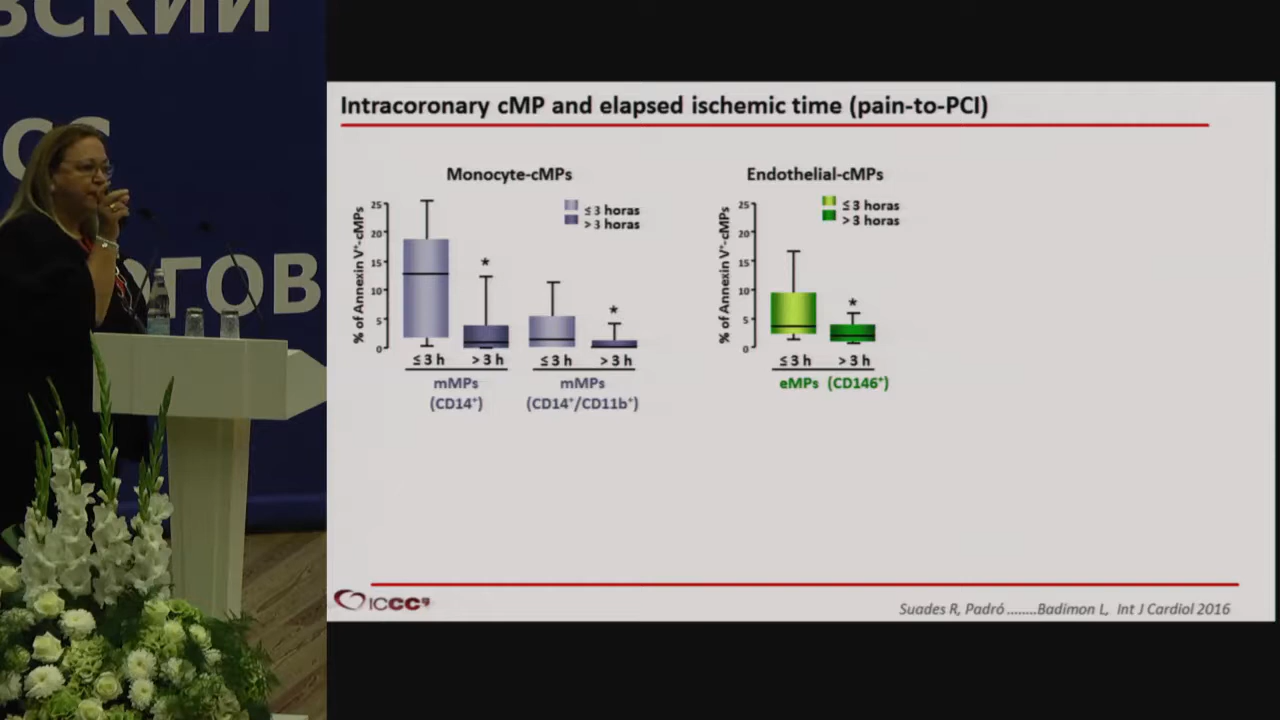 ВСКИЙ
СС
ОТОВ
Intracoronary cMP and elapsed ischemic time (pain-to-PCI)
Monocyte-cMPs
≤ 3 horas
> 3 horas
% of Annexin V⁺-cMPs
25
20
15
10
5
0
*
*
≤ 3 h
> 3 h
≤ 3 h
> 3 h
mMPs
(CD14⁺)
mMPs
(CD14⁺/CD11b⁺)
Endothelial-cMPs
≤ 3 horas
> 3 horas
% of Annexin V⁺-cMPs
25
20
15
10
5
0
*
≤ 3 h
> 3 h
eMPs (CD146⁺)
ICCC
Suades R, Padró ........Badimon L, Int J Cardiol 2016